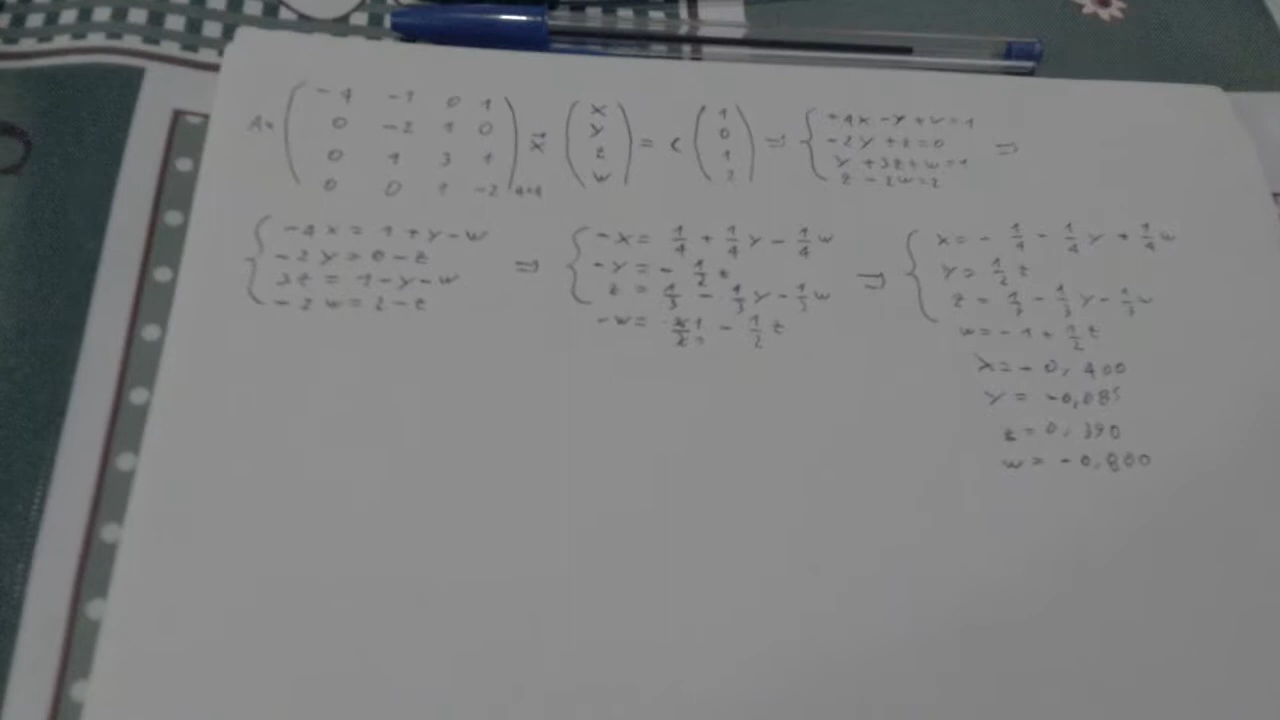 A= ( -4 -1 0 1 ) ( x ) = ( 1 ) ⇒ { +4x - y + w = 1
0 -2 1 0 y 0 -2y + z = 0 ⇒
0 1 3 1 z 1 y + 3z + w = 1
0 0 1 -2 4×4 w 2 z - 2w = 2
{ -4x = 1 + y - w ⇒ { -x = 1/4 + 1/4 y - 1/4 w ⇒ { x = - 1/4 - 1/4 y + 1/4 w
-2y = 0 - z -y = - 1/2 z y = 1/2 z
3z = 1 - y - w z = 1/3 - 1/3 y - 1/3 w z = 1/3 - 1/3 y - 1/3 w
-2w = 2 - z -w = - 1/2 z w = -1 + 1/2 z
x = -0,400
y = -0,085
z = 0,390
w = -0,800